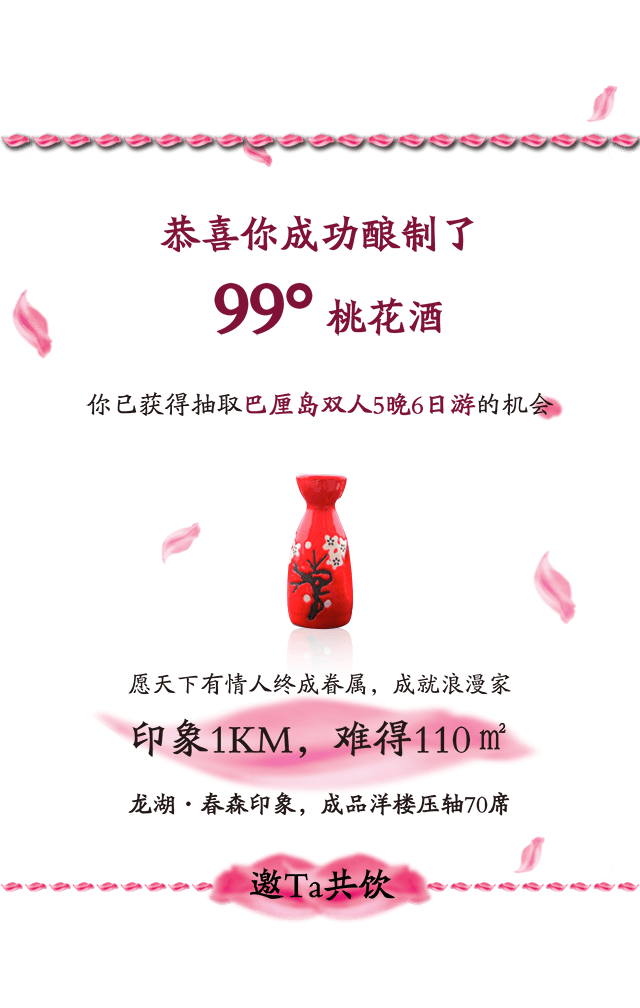 恭喜你成功酿制了
99° 桃花酒
你已获得抽取巴厘岛双人5晚6日游的机会
愿天下有情人终成眷属，成就浪漫家
印象1KM，难得110㎡
龙湖·春森印象，成品洋楼压轴70席
邀Ta共饮